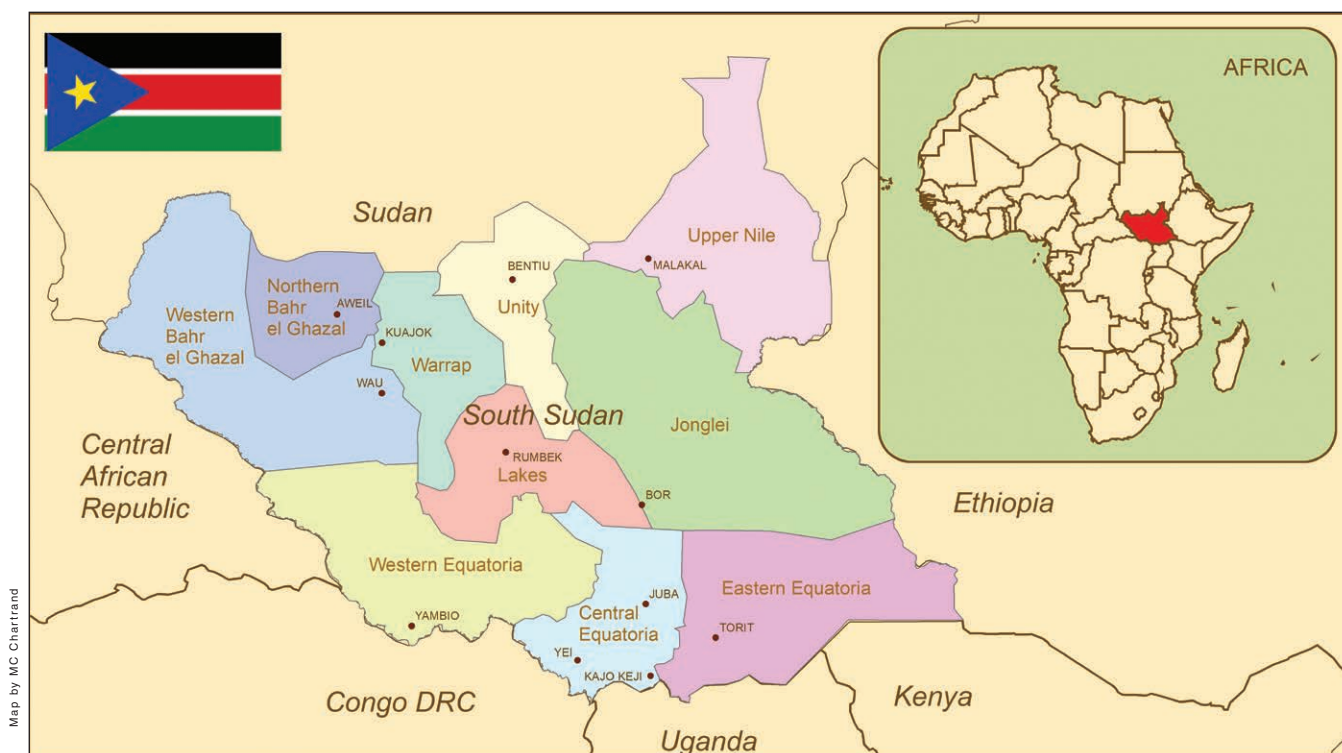 AFRICA
Sudan
Upper Nile
BENTIU
MALAKAL
Northern
Bahr
el Ghazal
AWEIL
Unity
Western
Bahr
el Ghazal
KUAJOK
Warrap
WAU
South Sudan
Jonglei
Central
African
Republic
RUMBEK
Lakes
BOR
Ethiopia
Western Equatoria
Eastern Equatoria
JUBA
Central
Equatoria
YAMBIO
TORIT
YEI
KAJO KEJI
Congo DRC
Kenya
Uganda
Map by MC Chartrand